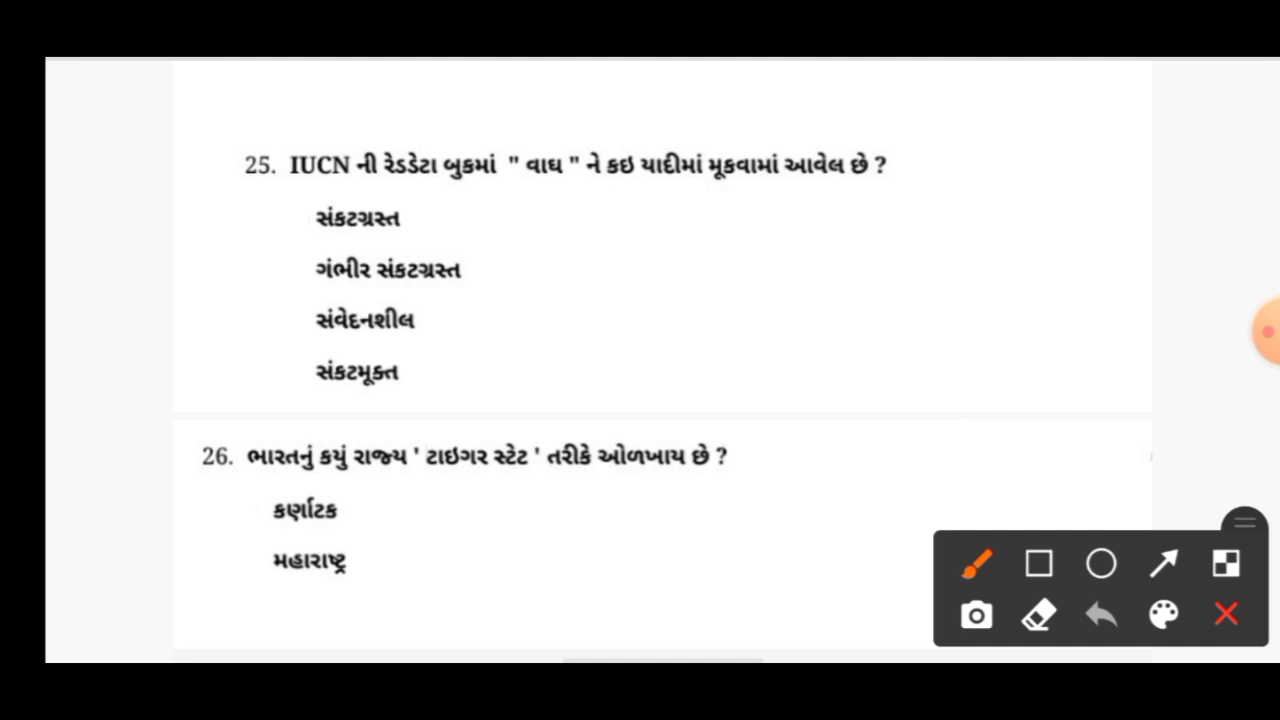 25. IUCN ની રેડડેટા બુકમાં " વાઘ " ને કઇ યાદીમાં મૂકવામાં આવેલ છે ?
સંકટગ્રસ્ત
ગંભીર સંકટગ્રસ્ત
સંવેદનશીલ
સંકટમૂક્ત
26. ભારતનું કયું રાજ્ય ' ટાઇગર સ્ટેટ ' તરીકે ઓળખાય છે ?
કર્ણાટક
મહારાષ્ટ્ર